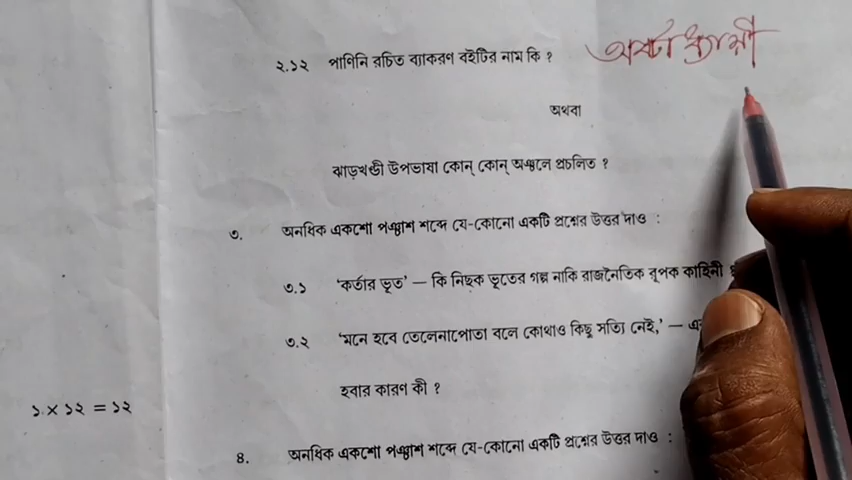 ২.১২ পাণিনি রচিত ব্যাকরণ বইটির নাম কি ? অষ্টাধ্যায়ী
অথবা
ঝাড়খণ্ডী উপভাষা কোন্ কোন্ অঞ্চলে প্রচলিত ?
৩. অনধিক একশো পঞ্চাশ শব্দে যে-কোনো একটি প্রশ্নের উত্তর দাও :
৩.১ ‘কর্তার ভূত’ — কি নিছক ভূতের গল্প নাকি রাজনৈতিক রূপক কাহিনী ?
৩.২ ‘মনে হবে তেলেনাপোতা বলে কোথাও কিছু সত্যি নেই,’ —
হবার কারণ কী ?
১ × ১২ = ১২
৪. অনধিক একশো পঞ্চাশ শব্দে যে-কোনো একটি প্রশ্নের উত্তর দাও :